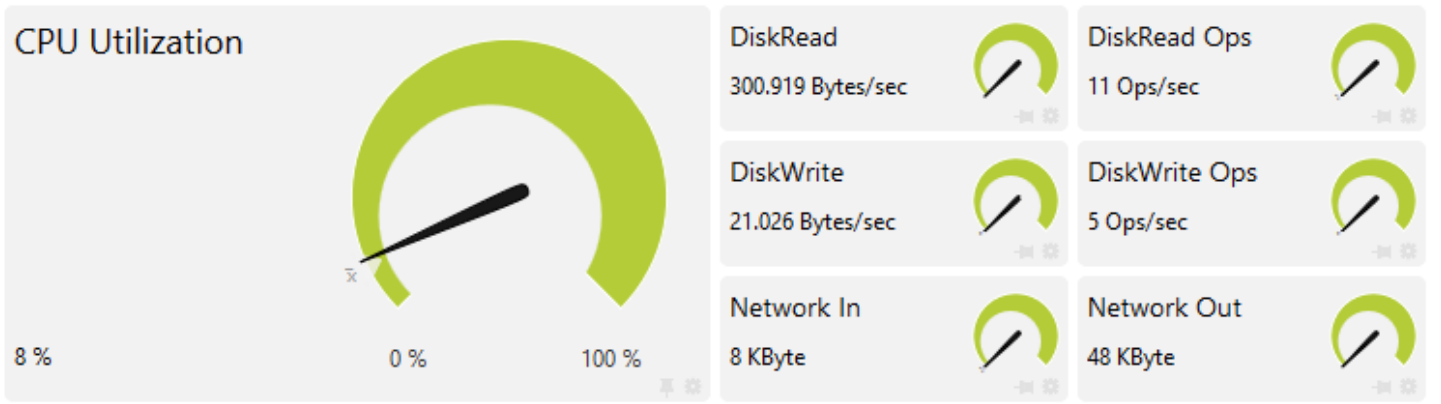 CPU Utilization
x̄
8 %
0 %
100 %
DiskRead
300.919 Bytes/sec
DiskRead Ops
11 Ops/sec
DiskWrite
21.026 Bytes/sec
DiskWrite Ops
5 Ops/sec
Network In
8 KByte
Network Out
48 KByte